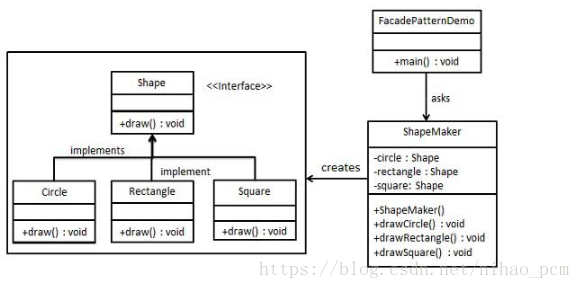 FacadePatternDemo
+main() : void
asks
Shape
<<Interface>>
+draw() : void
implements
implement
Circle
+draw() : void
Rectangle
+draw() : void
Square
+draw() : void
creates
ShapeMaker
-circle : Shape
-rectangle : Shape
-square: Shape
+ShapeMaker()
+drawCircle() : void
+drawRectangle() : void
+drawSquare() : void
https://blog.csdn.net/nihao_pcm